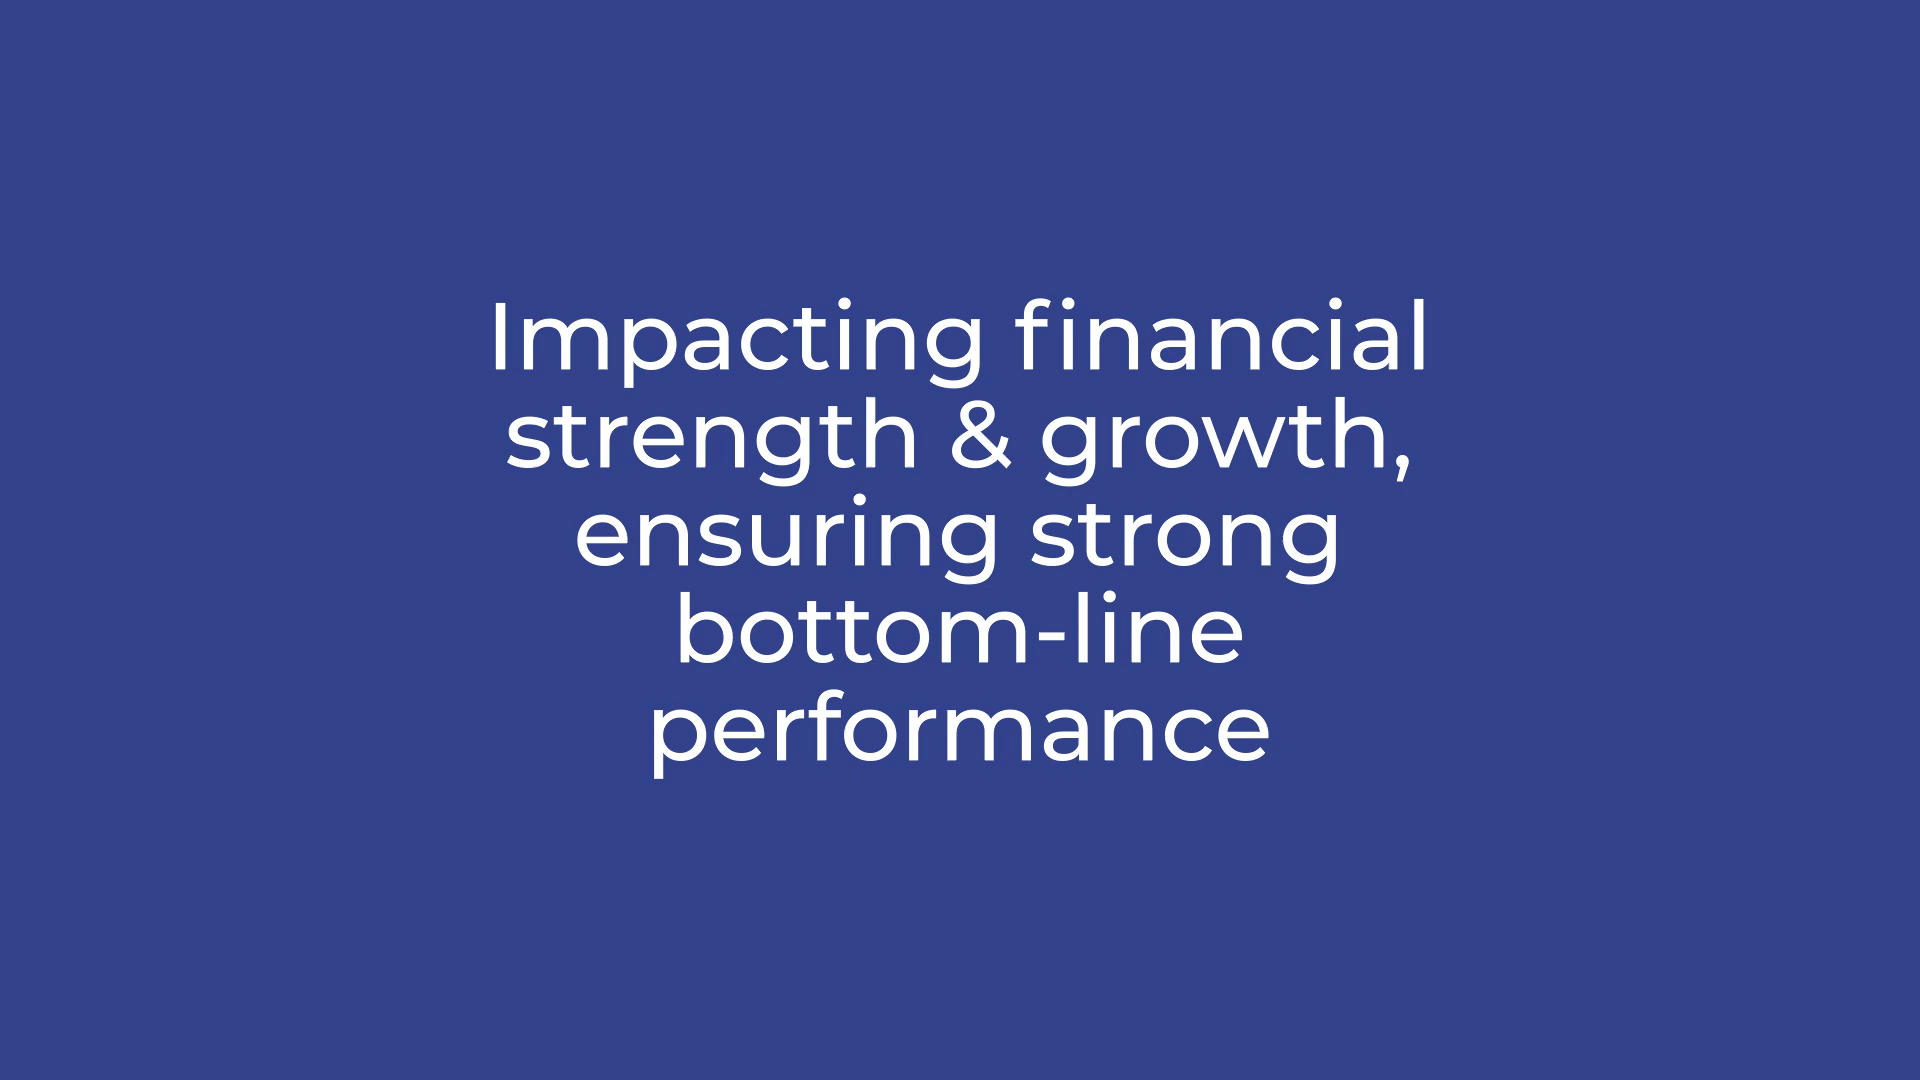 Impacting financial
strength & growth,
ensuring strong
bottom-line
performance